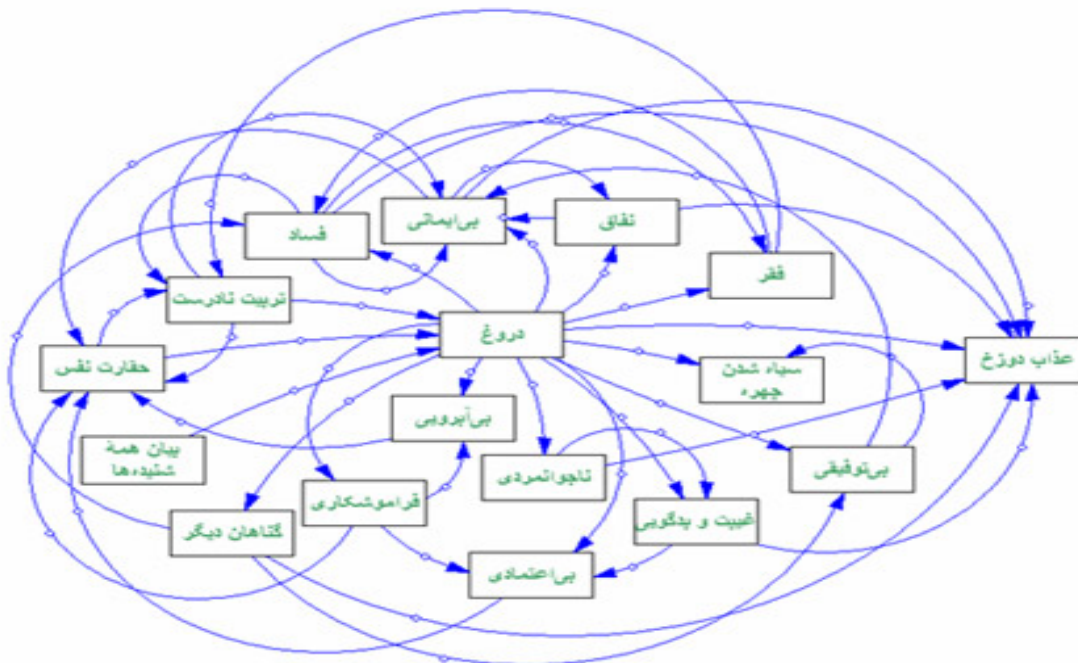 بی‌ایمانی
نفاق
فساد
فقر
تربیت نادرست
دروغ
عذاب دوزخ
سیاه شدن
چهره
حقارت نفس
بی‌آبرویی
بیان همهٔ
شنیده‌ها
ناجوانمردی
بی‌توفیقی
فراموشکاری
غیبت و بدگویی
گناهان دیگر
بی‌اعتمادی